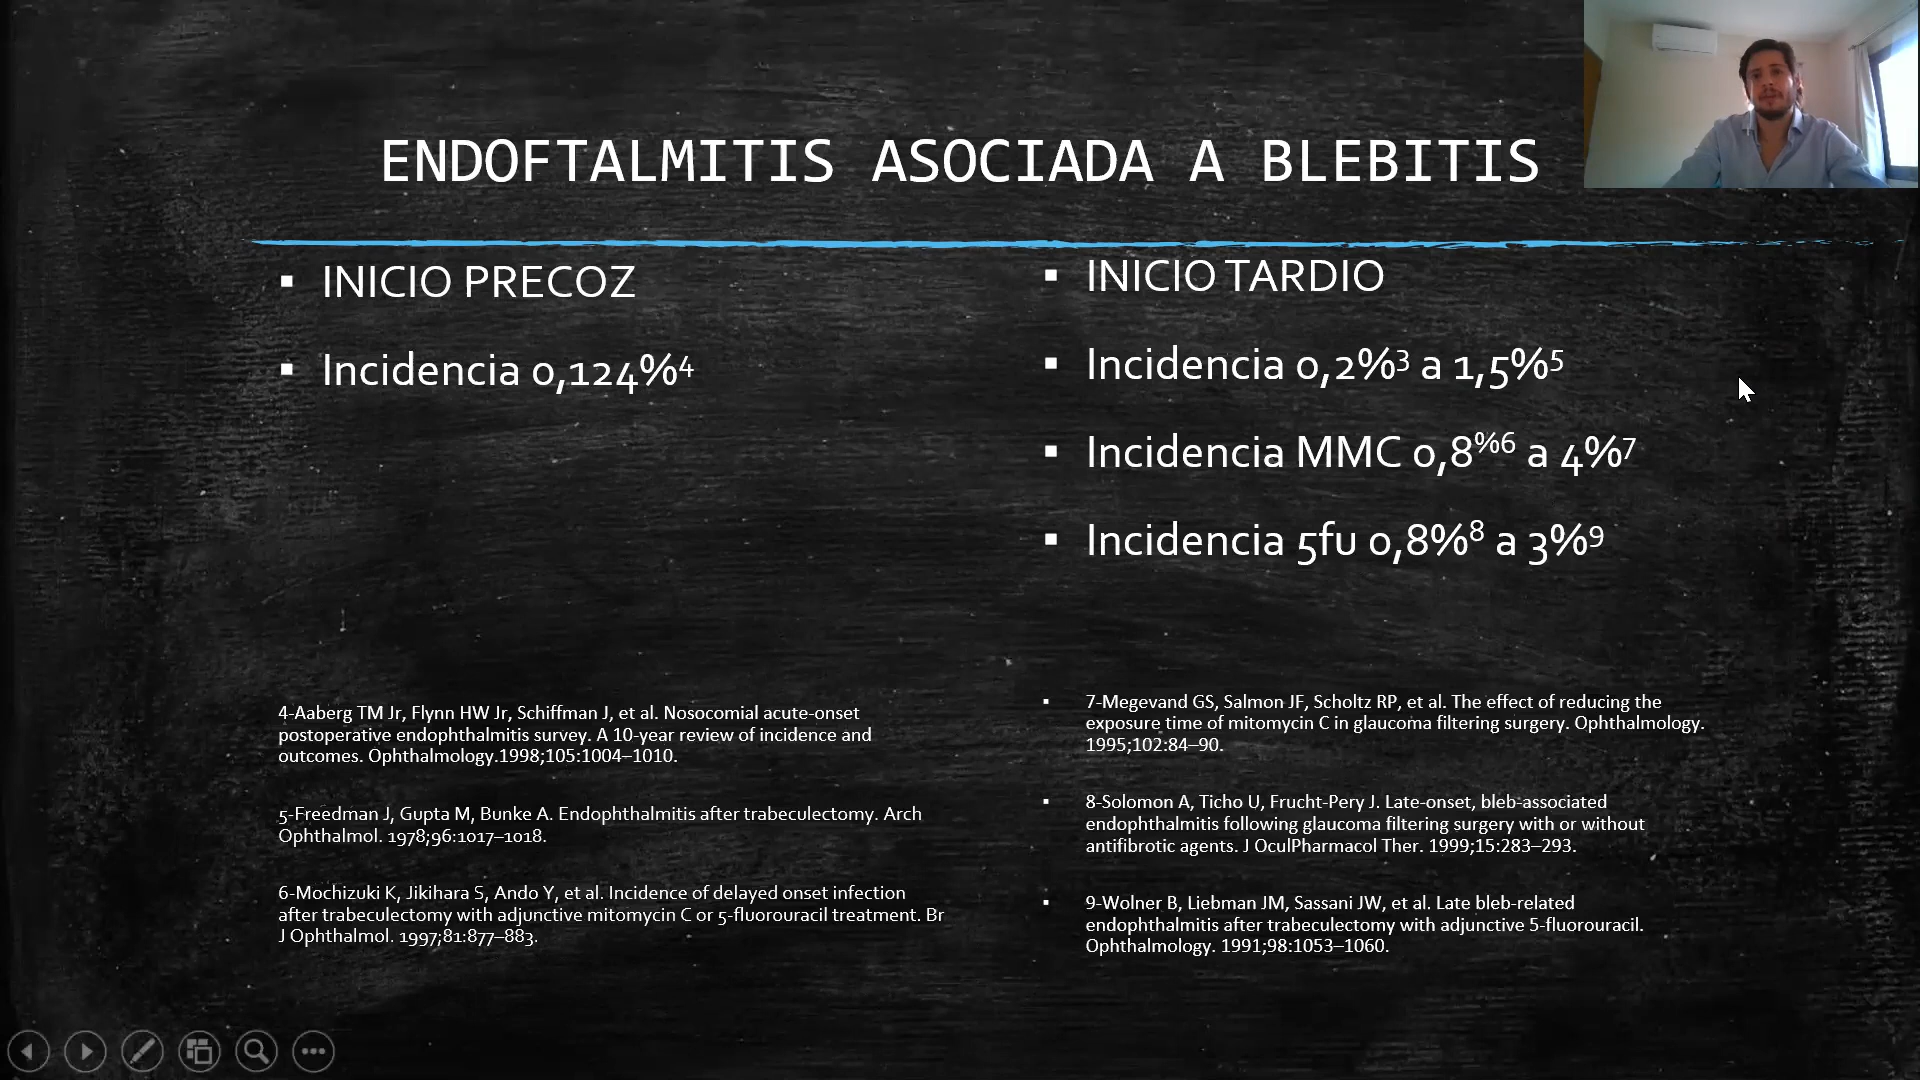 ENDOFTALMITIS ASOCIADA A BLEBITIS
▪ INICIO PRECOZ
▪ Incidencia 0,124%⁴
4-Aaberg TM Jr, Flynn HW Jr, Schiffman J, et al. Nosocomial acute-onset
postoperative endophthalmitis survey. A 10-year review of incidence and
outcomes. Ophthalmology.1998;105:1004–1010.
5-Freedman J, Gupta M, Bunke A. Endophthalmitis after trabeculectomy. Arch
Ophthalmol. 1978;96:1017–1018.
6-Mochizuki K, Jikihara S, Ando Y, et al. Incidence of delayed onset infection
after trabeculectomy with adjunctive mitomycin C or 5-fluorouracil treatment. Br
J Ophthalmol. 1997;81:877–883.
▪ INICIO TARDIO
▪ Incidencia 0,2%³ a 1,5%⁵
▪ Incidencia MMC 0,8%⁶ a 4%⁷
▪ Incidencia 5fu 0,8%⁸ a 3%⁹
▪ 7-Megevand GS, Salmon JF, Scholtz RP, et al. The effect of reducing the
exposure time of mitomycin C in glaucoma filtering surgery. Ophthalmology.
1995;102:84–90.
▪ 8-Solomon A, Ticho U, Frucht-Pery J. Late-onset, bleb-associated
endophthalmitis following glaucoma filtering surgery with or without
antifibrotic agents. J OculPharmacol Ther. 1999;15:283–293.
▪ 9-Wolner B, Liebman JM, Sassani JW, et al. Late bleb-related
endophthalmitis after trabeculectomy with adjunctive 5-fluorouracil.
Ophthalmology. 1991;98:1053–1060.